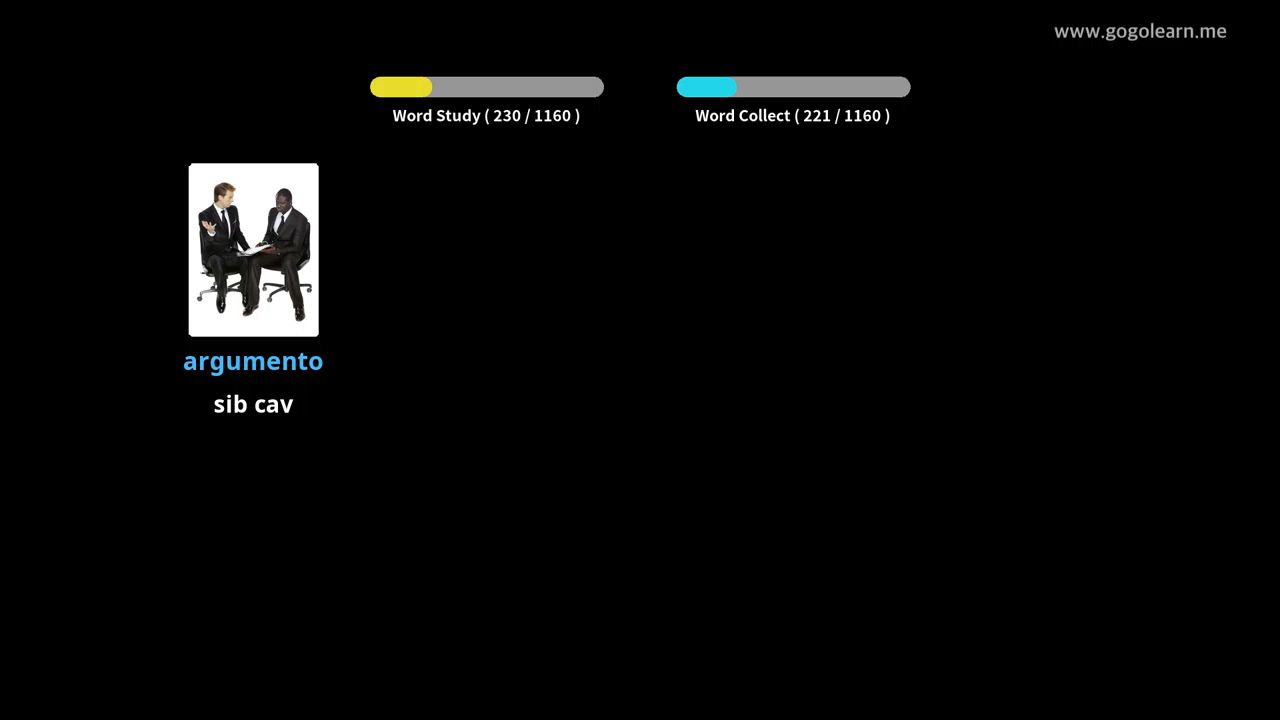 www.gogolearn.me
Word Study ( 230 / 1160 )
Word Collect ( 221 / 1160 )
argumento
sib cav